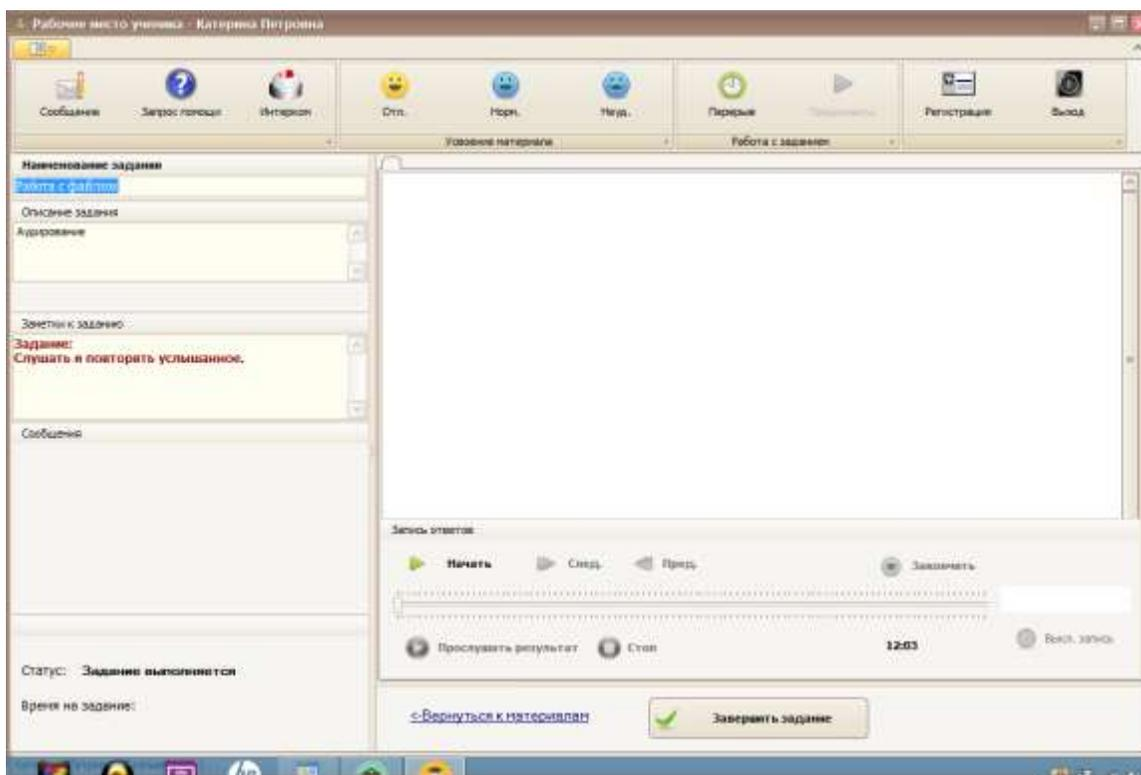 Рабочее место ученика - Катерина Петровна
Сообщение
Запрос помощи
Интерком
Отл.
Норм.
Неуд.
Перерыв
Регистрация
Выход
Усвоение материала
Работа с заданием
Наименование задания
Работа с файлом
Описание задания
Аудирование
Заметки к заданию
Задание:
Слушать и повторять услышанное.
Сообщения
Запись ответов
Начать
След.
Пред.
Закончить
Прослушать результат
Стоп
12:03
Выкл. запись
Статус: Задание выполняется
Время на задание:
<-Вернуться к материалам
Завершить задание